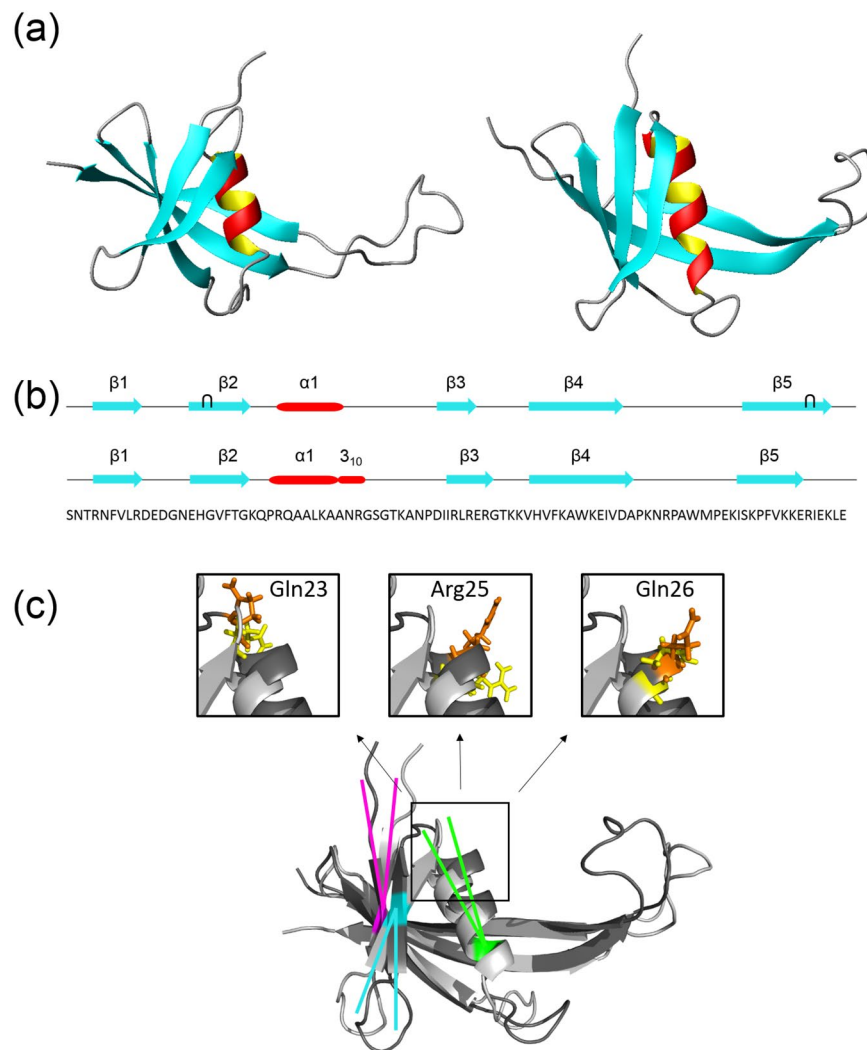 (a)
(b)
β1 β2 α1 β3 β4 β5
β1 β2 α1 3₁₀ β3 β4 β5
SNTRNFVLRDEDGNEHGVFTGKQPRQAALKAANRGSGTKANPDIIRLRERGTKKVHVFKAWKEIVDAPKNRPAWMPEKISKPFVKKERIEKLE
(c)
Gln23 Arg25 Gln26